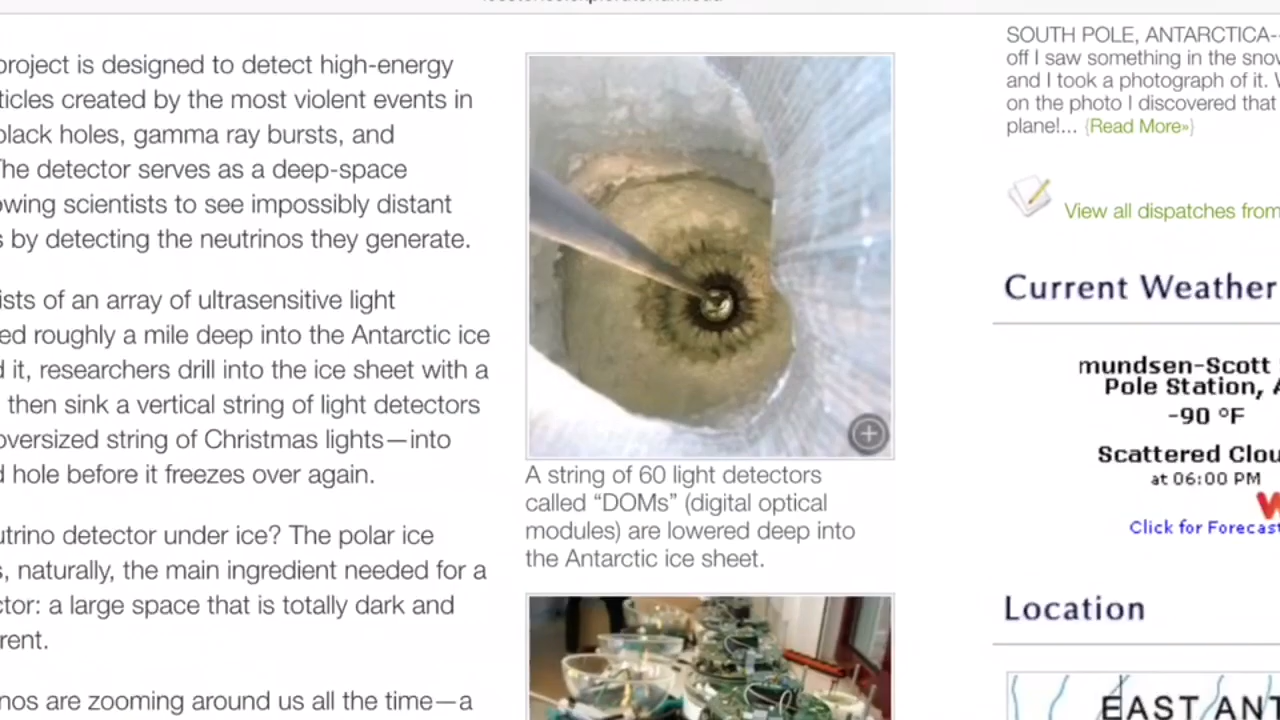 project is designed to detect high-energy
ticles created by the most violent events in
black holes, gamma ray bursts, and
The detector serves as a deep-space
owing scientists to see impossibly distant
s by detecting the neutrinos they generate.
ists of an array of ultrasensitive light
ed roughly a mile deep into the Antarctic ice
d it, researchers drill into the ice sheet with a
then sink a vertical string of light detectors
oversized string of Christmas lights—into
d hole before it freezes over again.
utrino detector under ice? The polar ice
s, naturally, the main ingredient needed for a
ctor: a large space that is totally dark and
rent.
nos are zooming around us all the time—a
A string of 60 light detectors
called “DOMs” (digital optical
modules) are lowered deep into
the Antarctic ice sheet.
SOUTH POLE, ANTARCTICA-
off I saw something in the snow
and I took a photograph of it. W
on the photo I discovered that
plane!... {Read More»}
View all dispatches from
Current Weather
mundsen-Scott
Pole Station, A
-90 °F
Scattered Clou
at 06:00 PM
Click for Forecast
Location
EAST ANT